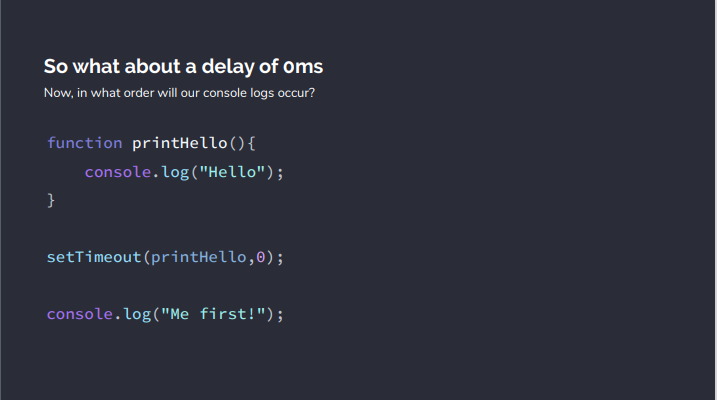 So what about a delay of 0ms
Now, in what order will our console logs occur?
function printHello(){
    console.log("Hello");
}
setTimeout(printHello,0);
console.log("Me first!");